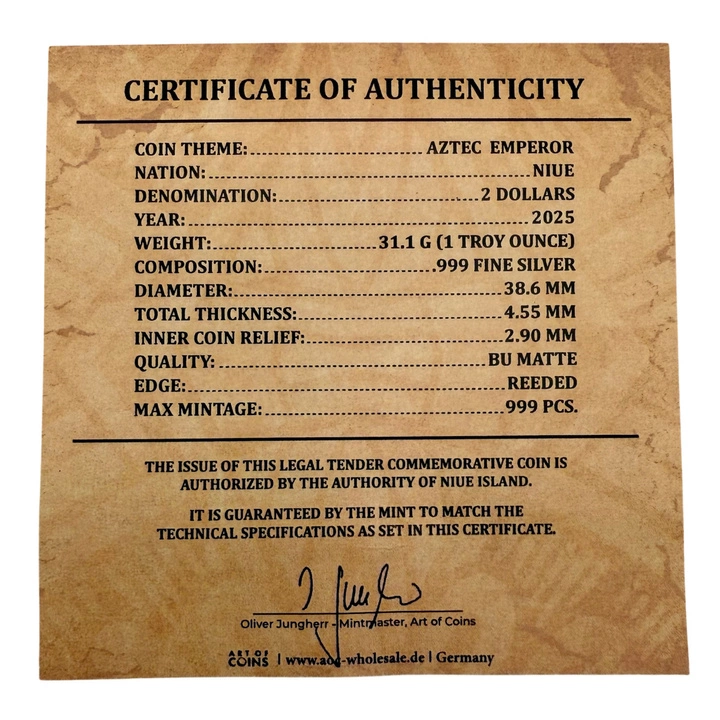 CERTIFICATE OF AUTHENTICITY
COIN THEME: AZTEC EMPEROR
NATION: NIUE
DENOMINATION: 2 DOLLARS
YEAR: 2025
WEIGHT: 31.1 G (1 TROY OUNCE)
COMPOSITION: .999 FINE SILVER
DIAMETER: 38.6 MM
TOTAL THICKNESS: 4.55 MM
INNER COIN RELIEF: 2.90 MM
QUALITY: BU MATTE
EDGE: REEDED
MAX MINTAGE: 999 PCS.
THE ISSUE OF THIS LEGAL TENDER COMMEMORATIVE COIN IS
AUTHORIZED BY THE AUTHORITY OF NIUE ISLAND.
IT IS GUARANTEED BY THE MINT TO MATCH THE
TECHNICAL SPECIFICATIONS AS SET IN THIS CERTIFICATE.
Oliver Jungherr - Mintmaster, Art of Coins
ART OF COINS | www.aoc-wholesale.de | Germany